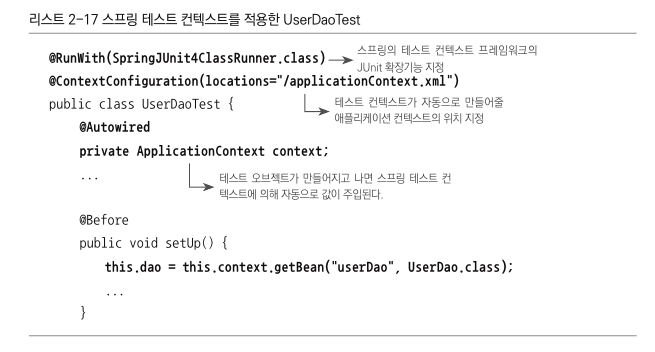 리스트 2-17 스프링 테스트 컨텍스트를 적용한 UserDaoTest
@RunWith(SpringJUnit4ClassRunner.class)
스프링의 테스트 컨텍스트 프레임워크의
JUnit 확장기능 지정
@ContextConfiguration(locations="/applicationContext.xml")
public class UserDaoTest {
테스트 컨텍스트가 자동으로 만들어줄
애플리케이션 컨텍스트의 위치 지정
@Autowired
private ApplicationContext context;
...
테스트 오브젝트가 만들어지고 나면 스프링 테스트 컨
텍스트에 의해 자동으로 값이 주입된다.
@Before
public void setUp() {
this.dao = this.context.getBean("userDao", UserDao.class);
...
}